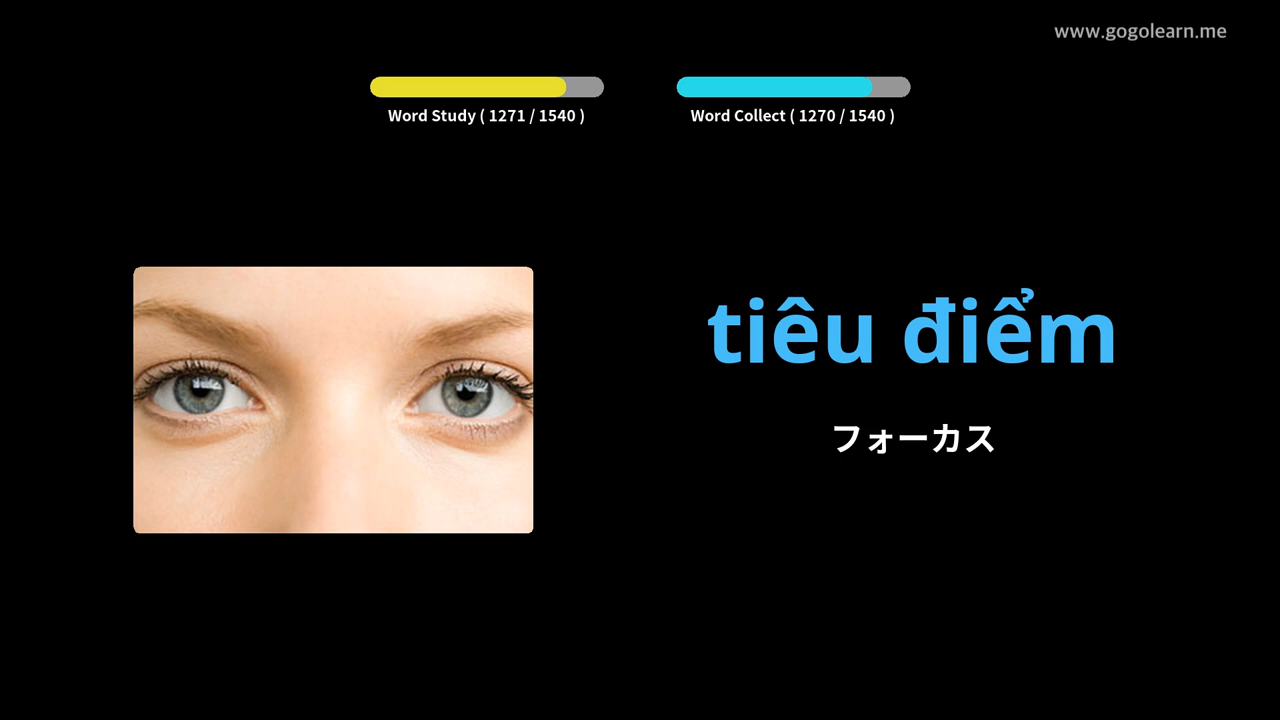 www.gogolearn.me
Word Study ( 1271 / 1540 )
Word Collect ( 1270 / 1540 )
tiêu điểm
フォーカス